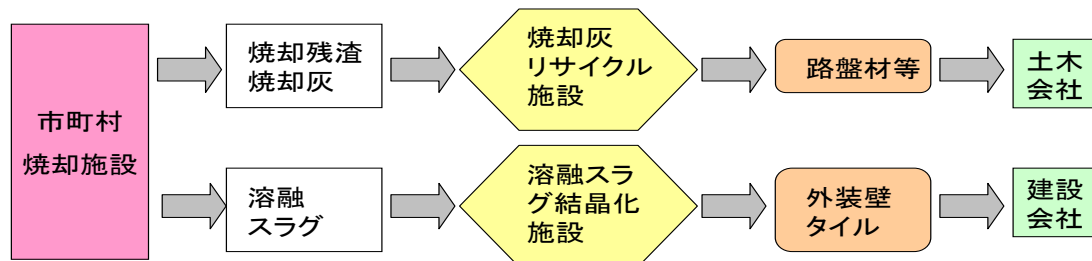 市町村
焼却施設
焼却残渣
焼却灰
焼却灰
リサイクル
施設
路盤材等
土木
会社
溶融
スラグ
溶融スラ
グ結晶化
施設
外装壁
タイル
建設
会社